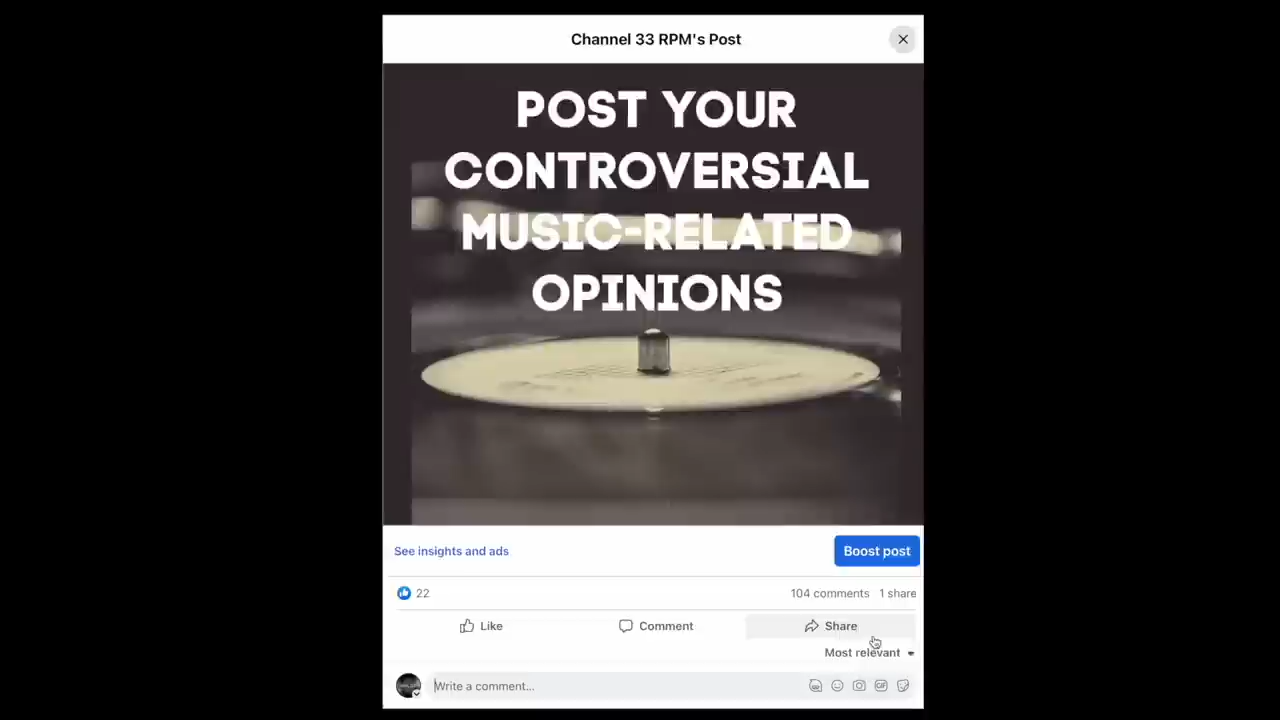 Channel 33 RPM's Post
POST YOUR
CONTROVERSIAL
MUSIC-RELATED
OPINIONS
See insights and ads
Boost post
22
104 comments 1 share
Like
Comment
Share
Most relevant
Write a comment...
GIF